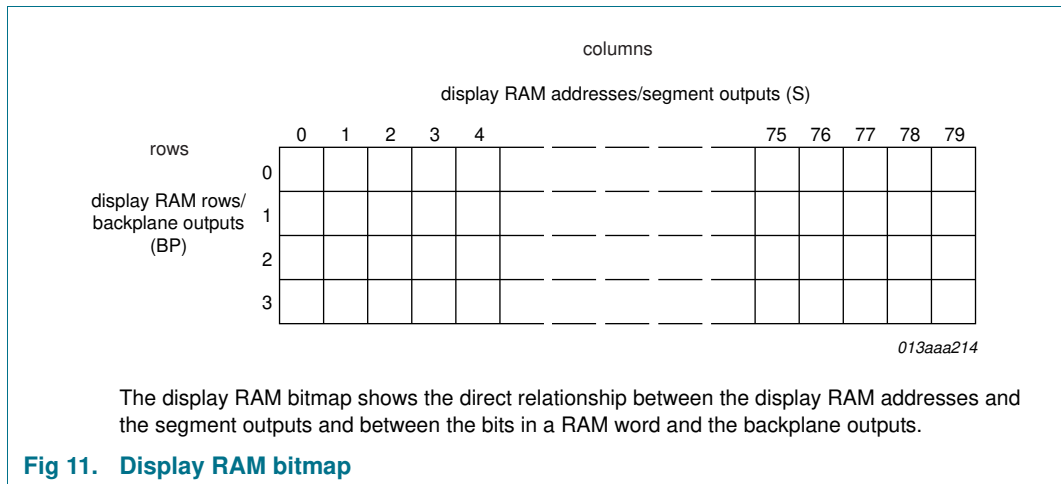 columns
display RAM addresses/segment outputs (S)
0 1 2 3 4 75 76 77 78 79
rows
0
display RAM rows/
backplane outputs
(BP)
1
2
3
013aaa214
The display RAM bitmap shows the direct relationship between the display RAM addresses and
the segment outputs and between the bits in a RAM word and the backplane outputs.
Fig 11. Display RAM bitmap